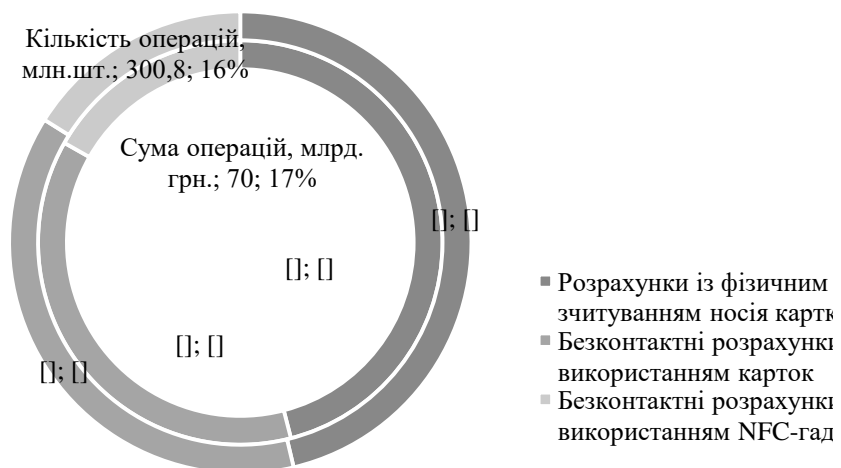 Кількість операцій,
млн.шт.; 300,8; 16%
Сума операцій, млрд.
грн.; 70; 17%
[]; []
[]; []
[]; []
[]; []
Розрахунки із фізичним
зчитуванням носія картк
Безконтактні розрахунки
використанням карток
Безконтактні розрахунки
використанням NFC-гад